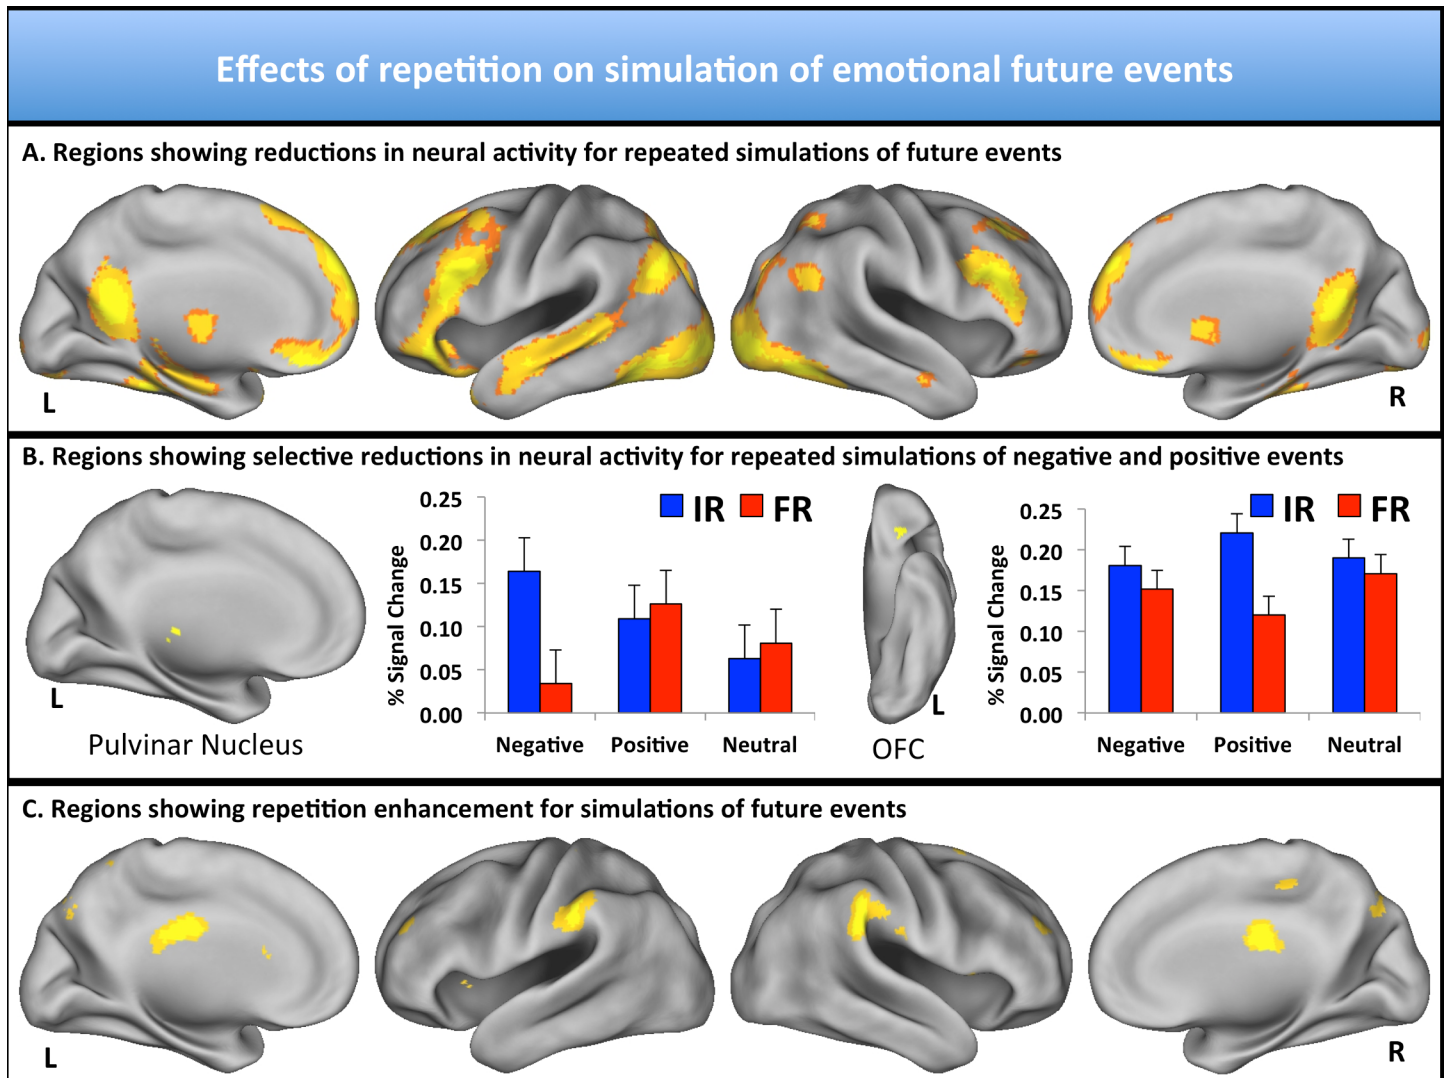 Effects of repetition on simulation of emotional future events
A. Regions showing reductions in neural activity for repeated simulations of future events
L
R
B. Regions showing selective reductions in neural activity for repeated simulations of negative and positive events
L
Pulvinar Nucleus
% Signal Change
0.25
0.20
0.15
0.10
0.05
0.00
IR FR
Negative Positive Neutral
L
OFC
% Signal Change
0.25
0.20
0.15
0.10
0.05
0.00
IR FR
Negative Positive Neutral
C. Regions showing repetition enhancement for simulations of future events
L
R